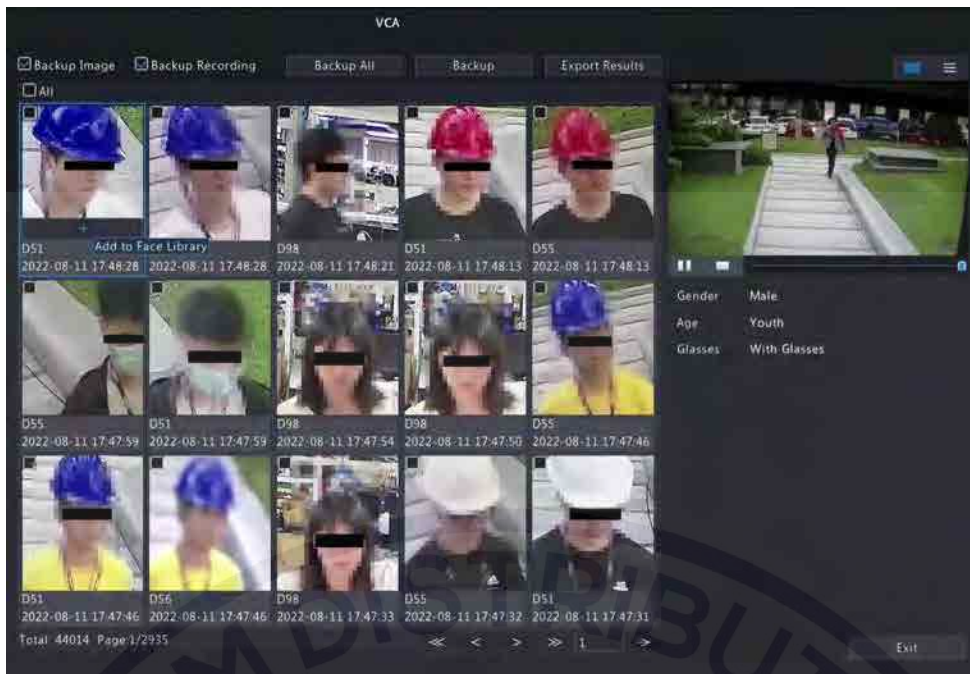 VCA
Backup Image Backup Recording Backup All Backup Export Results
All
D51 D98 D51 D55
Add to Face Library
2022-08-11 17:48:28 2022-08-11 17:48:28 2022-08-11 17:48:21 2022-08-11 17:48:13 2022-08-11 17:48:13
Gender Male
Age Youth
Glasses With Glasses
D55 D51 D98 D98 D55
2022-08-11 17:47:59 2022-08-11 17:47:59 2022-08-11 17:47:54 2022-08-11 17:47:50 2022-08-11 17:47:46
D51 D56 D98 D55 D51
2022-08-11 17:47:46 2022-08-11 17:47:46 2022-08-11 17:47:33 2022-08-11 17:47:32 2022-08-11 17:47:31
Total 44014 Page:1/2935 1 Exit